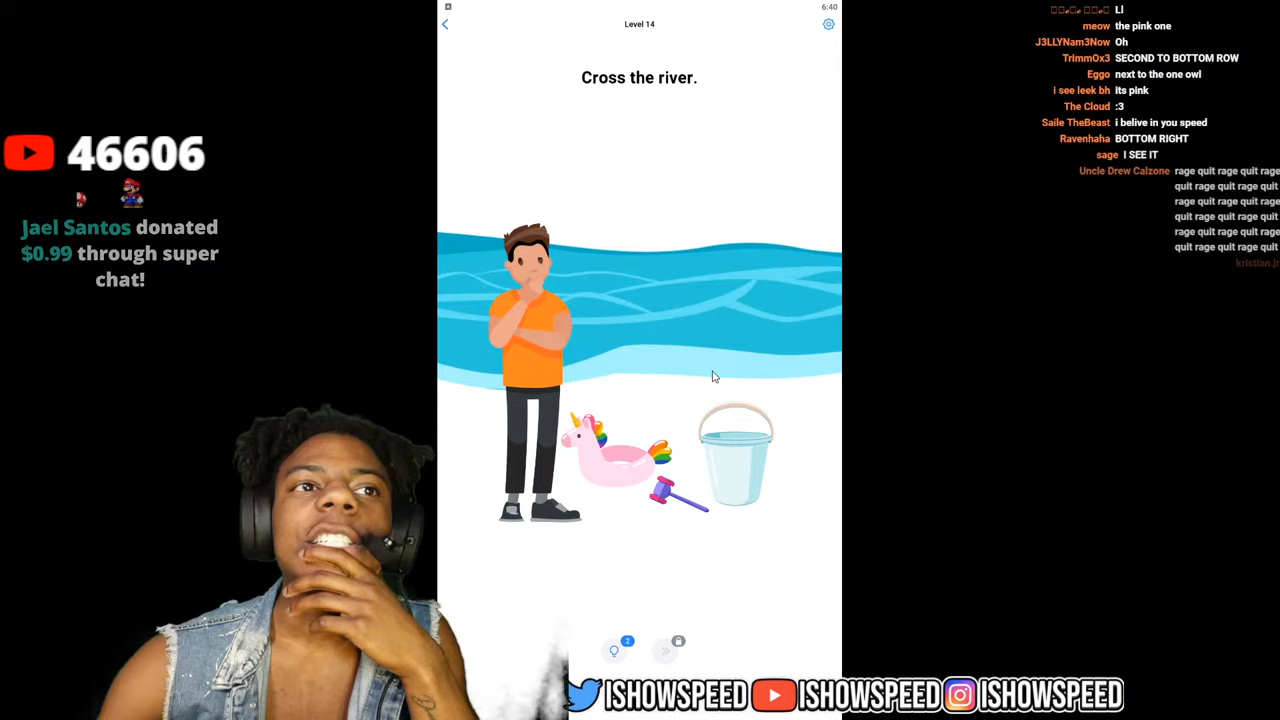 6:40
Level 14
Cross the river.
46606
Jael Santos donated
$0.99 through super
chat!
Ll
meow the pink one
J3LLYNam3Now Oh
TrimmOx3 SECOND TO BOTTOM ROW
Eggo next to the one owl
i see leek bh its pink
The Cloud :3
Saile TheBeast i belive in you speed
Ravenhaha BOTTOM RIGHT
sage I SEE IT
Uncle Drew Calzone rage quit rage quit rage
quit rage quit rage quit
rage quit rage quit rage
quit rage quit rage quit
rage quit rage quit rage
quit rage quit rage quit
kristian.jr
2
ISHOWSPEED ISHOWSPEED ISHOWSPEED